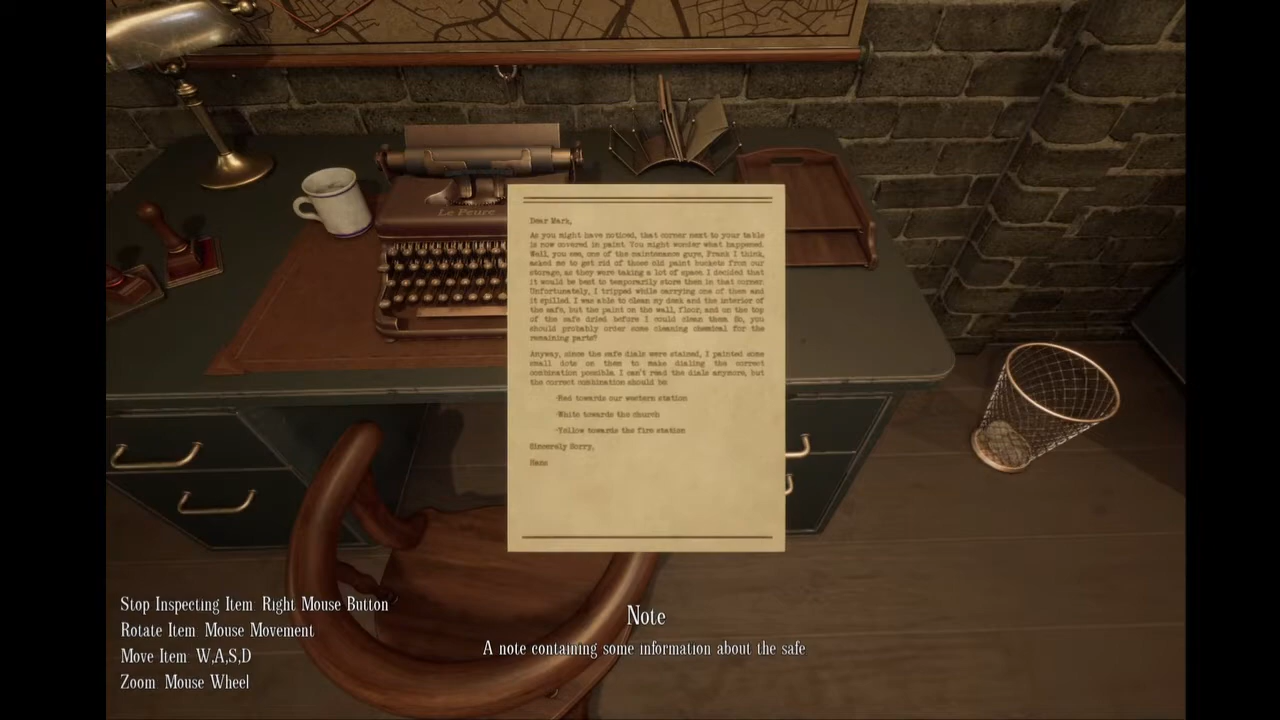 Le Peure
Dear Mark,
As you might have noticed, that corner next to your table
is now covered in paint. You might wonder what happened.
Well, you see, one of the maintenance guys, Frank I think,
asked me to get rid of those old paint buckets from our
storage, as they were taking a lot of space. I decided that
it would be best to temporarily store them in that corner.
Unfortunately, I tripped while carrying one of them and
it spilled. I was able to clean my desk and the interior of
the safe, but the paint on the wall, floor, and on the top
of the safe dried before I could clean them. So, you
should probably order some cleaning chemical for the
remaining parts?
Anyway, since the safe dials were stained, I painted some
small dots on them to make dialing the correct
combination possible. I can't read the dials anymore, but
the correct combination should be:
-Red towards our western station
-White towards the church
-Yellow towards the fire station
Sincerely Sorry,
Hans
Stop Inspecting Item Right Mouse Button
Rotate Item Mouse Movement
Move Item W,A,S,D
Zoom Mouse Wheel
Note
A note containing some information about the safe